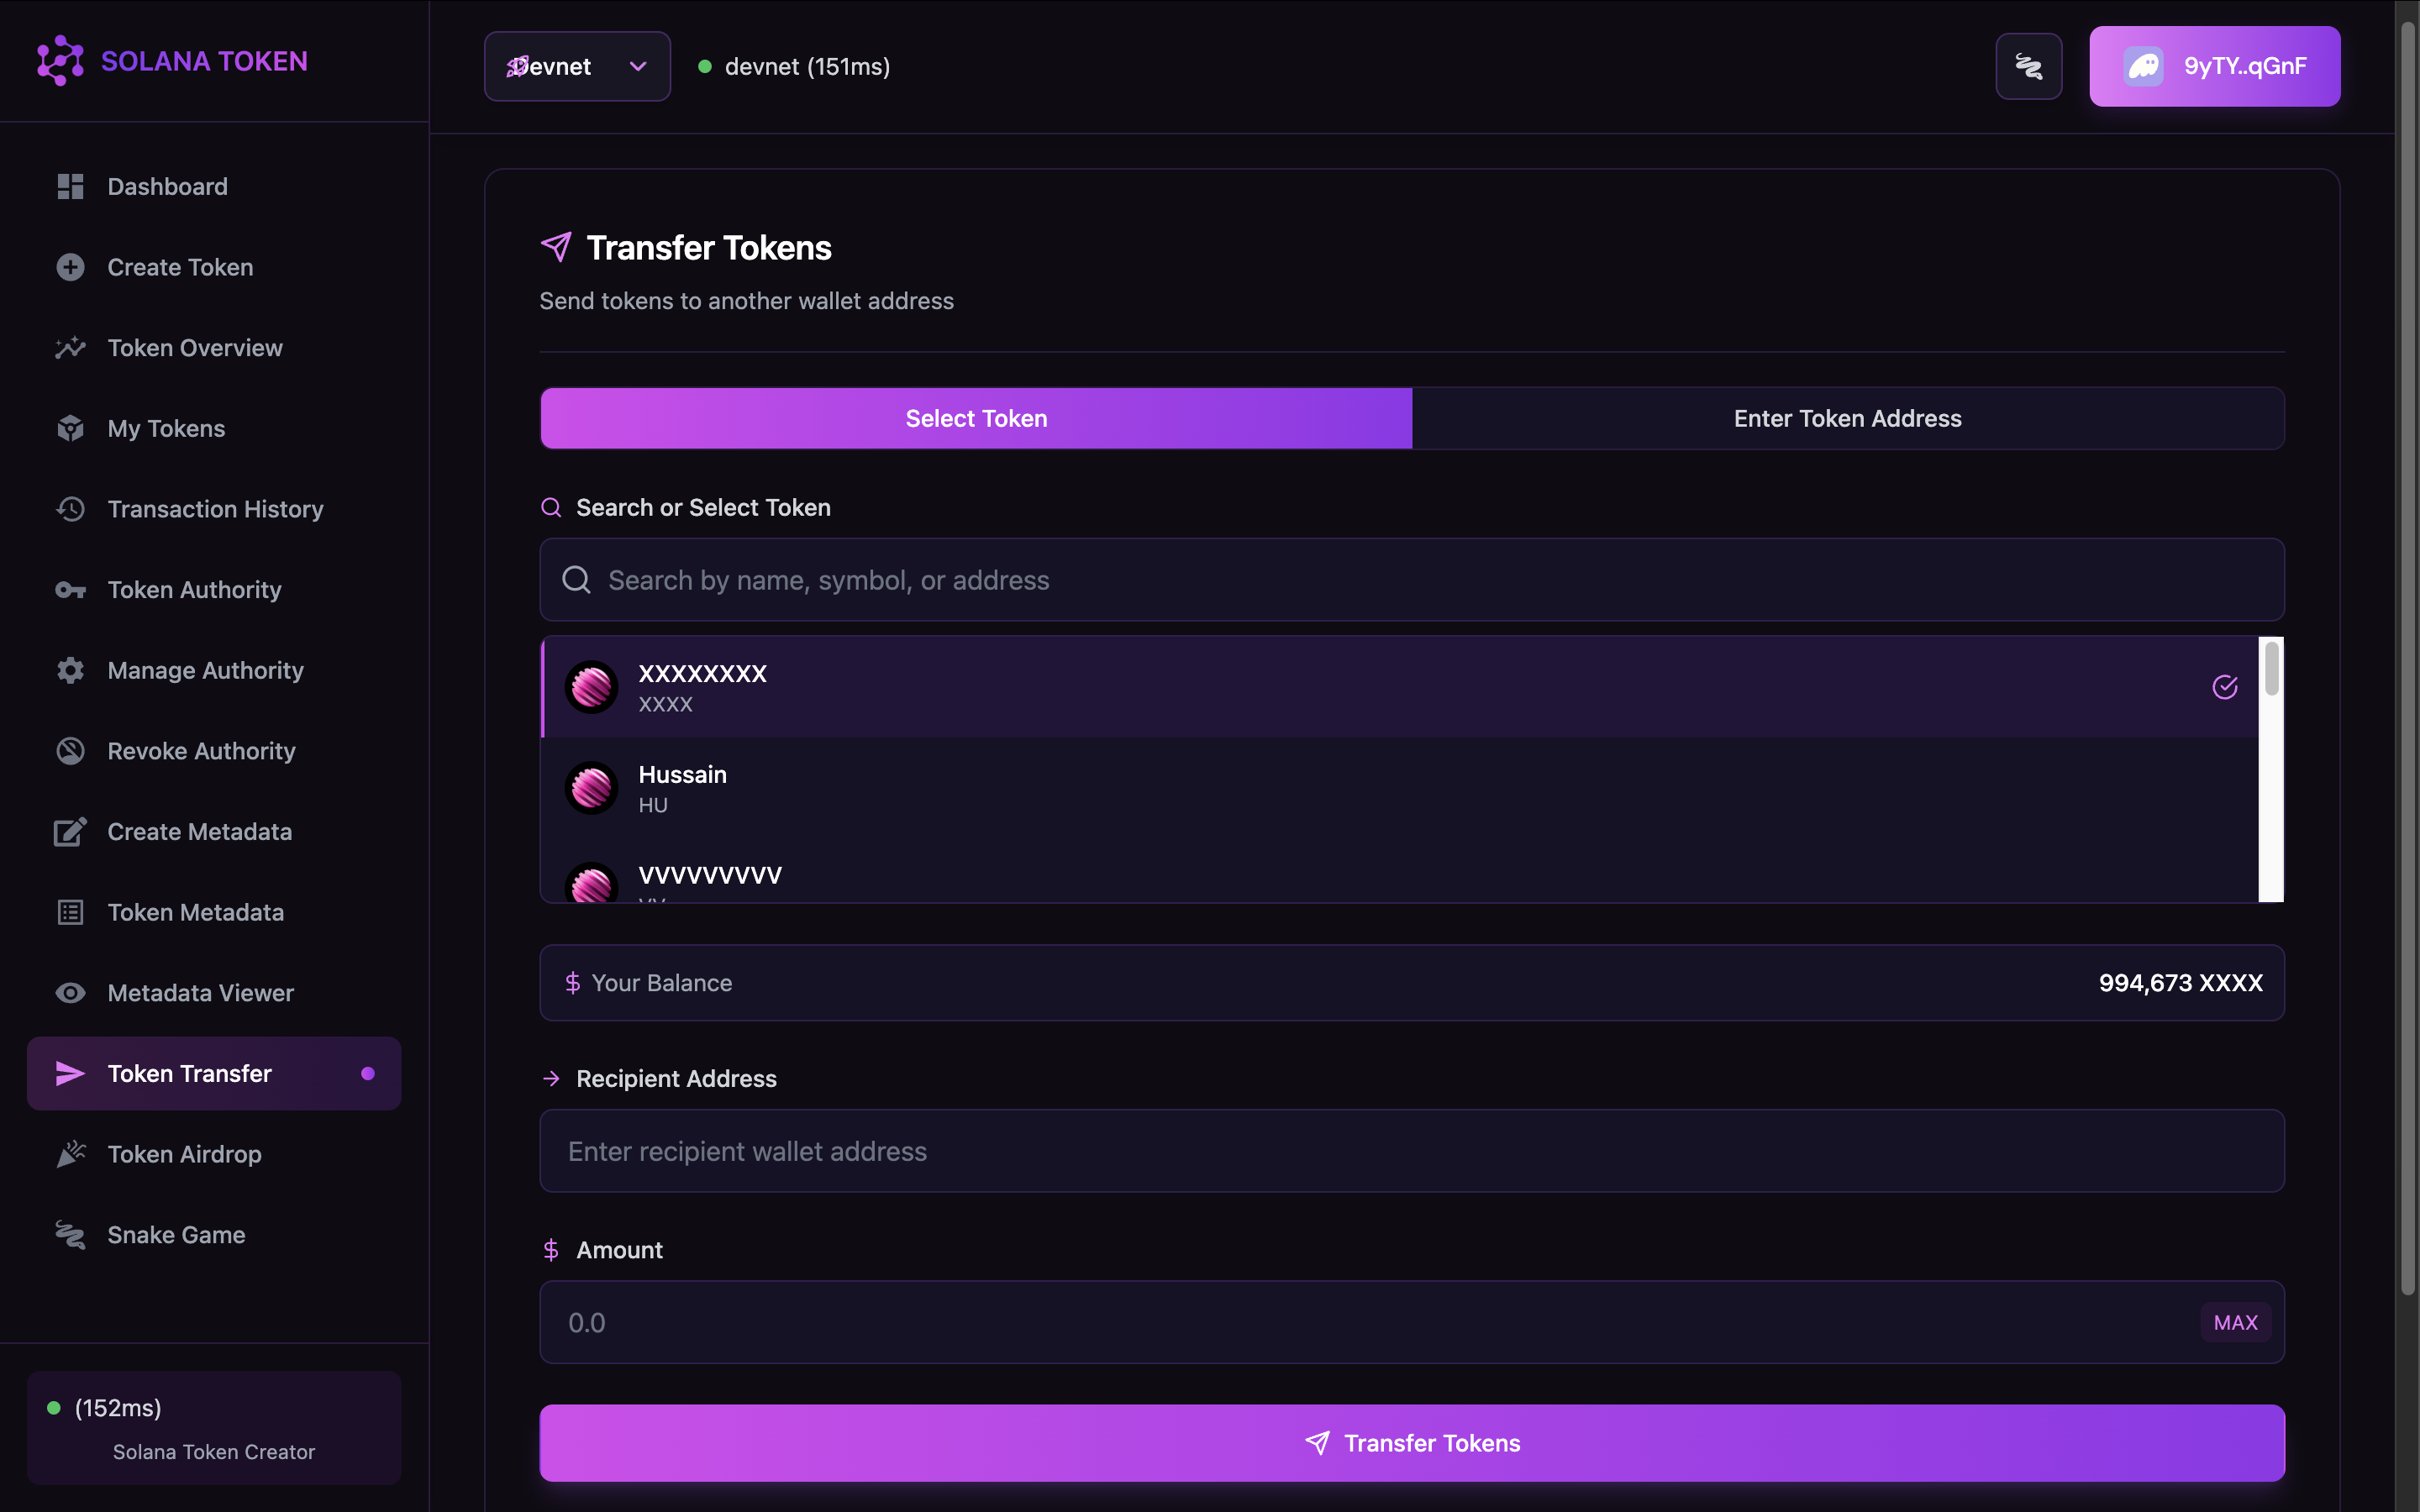 SOLANA TOKEN
Dashboard
Create Token
Token Overview
My Tokens
Transaction History
Token Authority
Manage Authority
Revoke Authority
Create Metadata
Token Metadata
Metadata Viewer
Token Transfer
Token Airdrop
Snake Game
(152ms)
Solana Token Creator
Devnet
devnet (151ms)
9yTY..qGnF
Transfer Tokens
Send tokens to another wallet address
Select Token
Enter Token Address
Search or Select Token
Search by name, symbol, or address
XXXXXXXX
XXXX
Hussain
HU
VVVVVVVVV
$ Your Balance
994,673 XXXX
Recipient Address
Enter recipient wallet address
$ Amount
0.0
MAX
Transfer Tokens